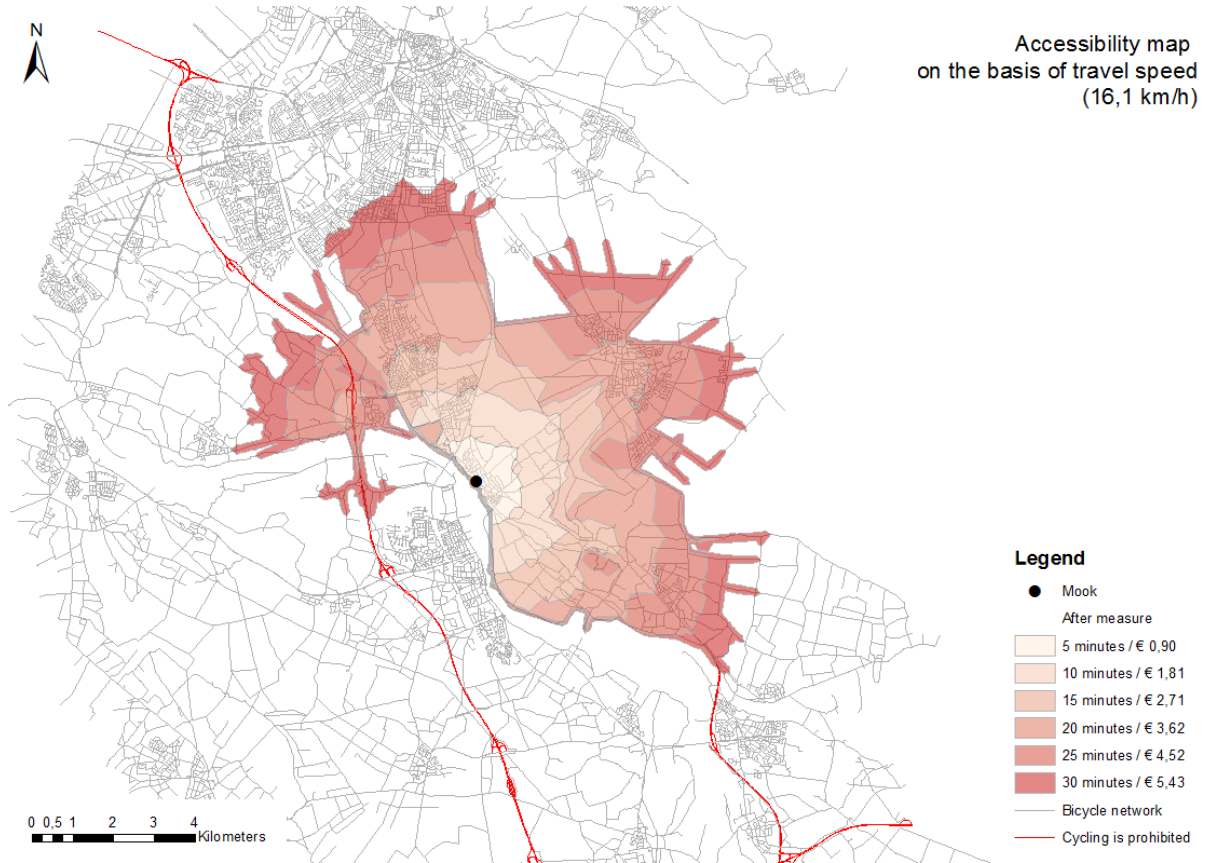 N
Accessibility map
on the basis of travel speed
(16,1 km/h)
Legend
Mook
After measure
5 minutes / € 0,90
10 minutes / € 1,81
15 minutes / € 2,71
20 minutes / € 3,62
25 minutes / € 4,52
30 minutes / € 5,43
Bicycle network
Cycling is prohibited
0 0,5 1 2 3 4
Kilometers